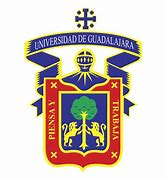 UNIVERSIDAD DE GUADALAJARA
PIENSA Y
TRABAJA